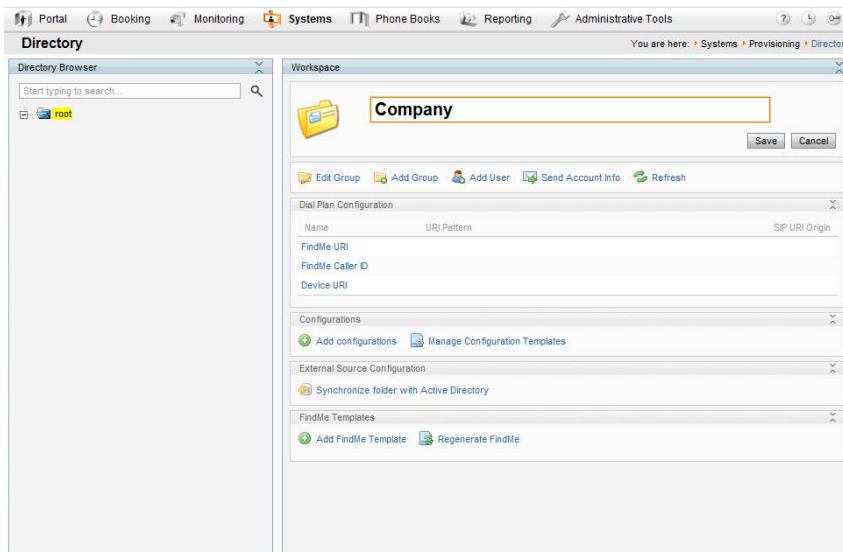 Portal Booking Monitoring Systems Phone Books Reporting Administrative Tools ?
Directory You are here: Systems Provisioning Director
Directory Browser Workspace
Start typing to search...
root
Company
Save Cancel
Edit Group Add Group Add User Send Account Info Refresh
Dial Plan Configuration
Name URI Pattern SIP URI Origin
FindMe URI
FindMe Caller ID
Device URI
Configurations
Add configurations Manage Configuration Templates
External Source Configuration
Synchronize folder with Active Directory
FindMe Templates
Add FindMe Template Regenerate FindMe